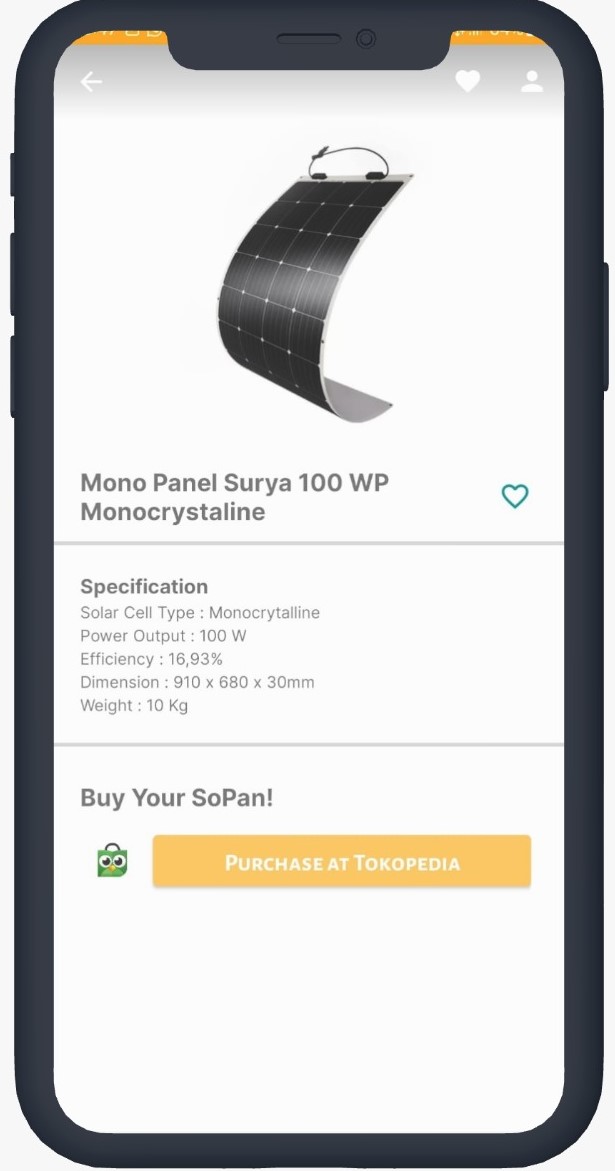 Mono Panel Surya 100 WP
Monocrystaline
Specification
Solar Cell Type : Monocrytalline
Power Output : 100 W
Efficiency : 16,93%
Dimension : 910 x 680 x 30mm
Weight : 10 Kg
Buy Your SoPan!
Purchase at Tokopedia